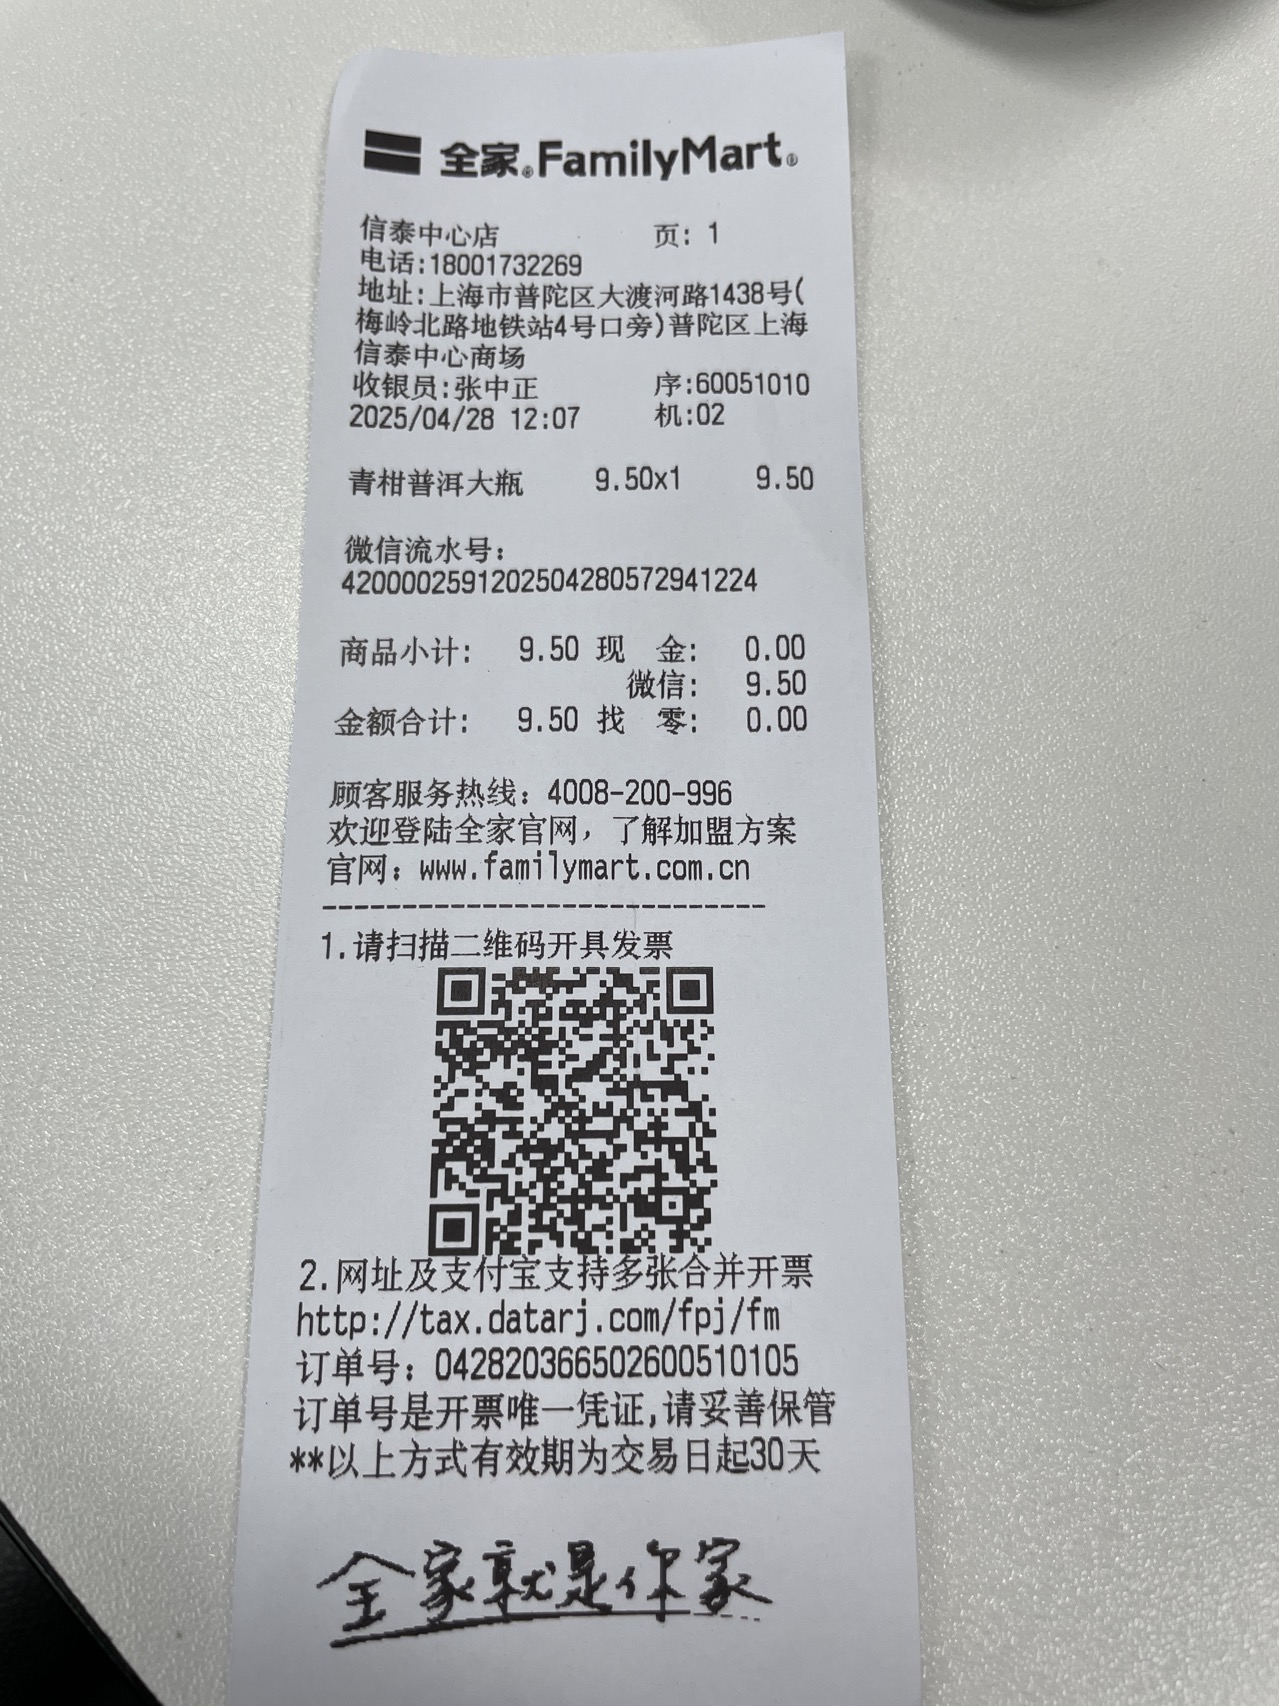 全家®FamilyMart®
信泰中心店 页: 1
电话:18001732269
地址:上海市普陀区大渡河路1438号(
梅岭北路地铁站4号口旁)普陀区上海
信泰中心商场
收银员:张中正 序:60051010
2025/04/28 12:07 机:02
青柑普洱大瓶 9.50x1 9.50
微信流水号:
4200002591202504280572941224
商品小计: 9.50 现 金: 0.00
微信: 9.50
金额合计: 9.50 找 零: 0.00
顾客服务热线: 4008-200-996
欢迎登陆全家官网，了解加盟方案
官网: www.familymart.com.cn
----------------------------
1.请扫描二维码开具发票
2.网址及支付宝支持多张合并开票
http://tax.datarj.com/fpj/fm
订单号: 042820366502600510105
订单号是开票唯一凭证,请妥善保管
**以上方式有效期为交易日起30天
全家就是你家